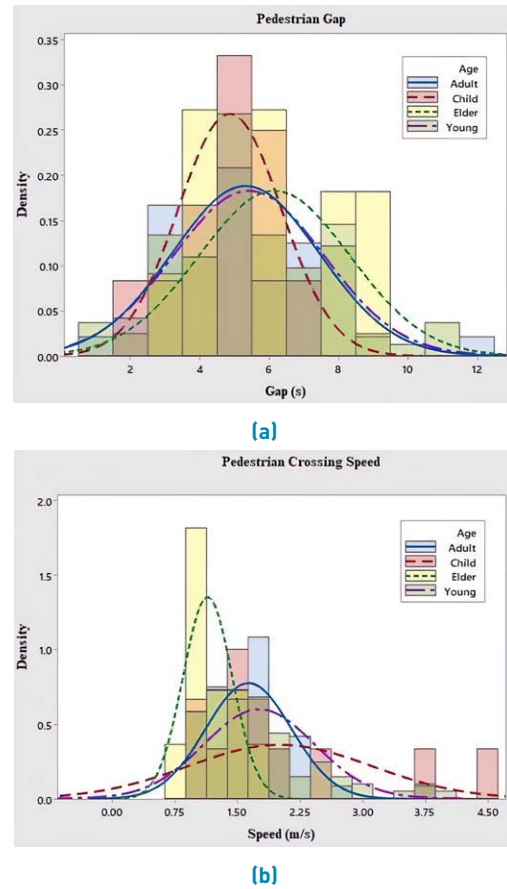 Pedestrian Gap
0.35
0.30
0.25
0.20
0.15
0.10
0.05
0.00
Density
Age
Adult
Child
Elder
Young
2 4 6 8 10 12
Gap (s)
(a)
Pedestrian Crossing Speed
2.0
1.5
1.0
0.5
0.0
Density
Age
Adult
Child
Elder
Young
0.00 0.75 1.50 2.25 3.00 3.75 4.50
Speed (m/s)
(b)